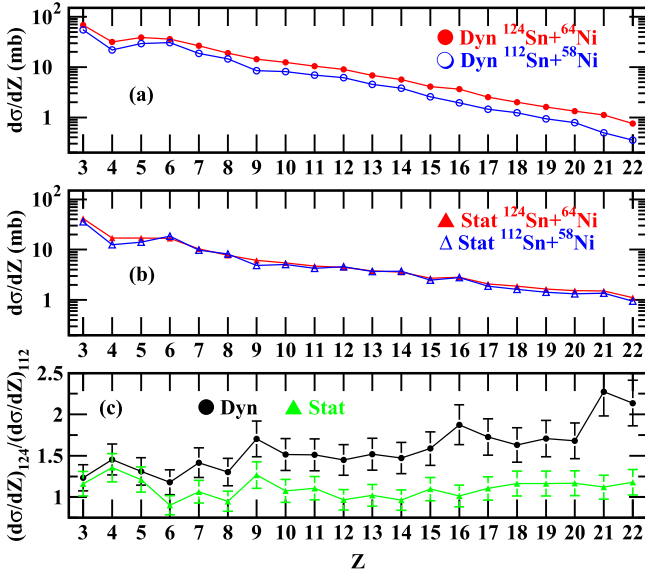 10²
Dyn ¹²⁴Sn+⁶⁴Ni
Dyn ¹¹²Sn+⁵⁸Ni
10
(a)
1
dσ/dZ (mb)
3 4 5 6 7 8 9 10 11 12 13 14 15 16 17 18 19 20 21 22
10²
Stat ¹²⁴Sn+⁶⁴Ni
Stat ¹¹²Sn+⁵⁸Ni
10
(b)
1
dσ/dZ (mb)
3 4 5 6 7 8 9 10 11 12 13 14 15 16 17 18 19 20 21 22
2.5
(c) Dyn Stat
2
1.5
1
(dσ/dZ)₁₂₄/(dσ/dZ)₁₁₂
3 4 5 6 7 8 9 10 11 12 13 14 15 16 17 18 19 20 21 22
Z